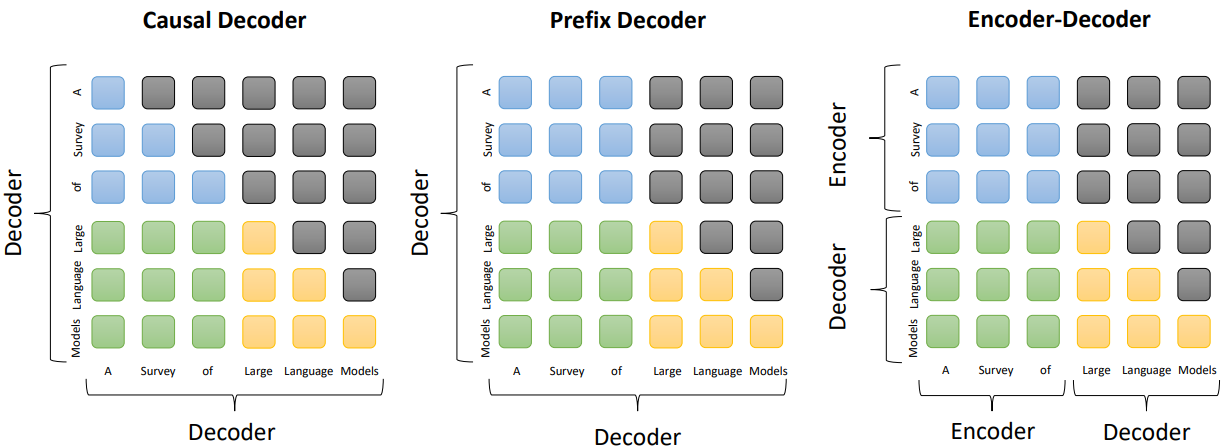 Causal Decoder
Decoder
A
Survey
of
Large
Language
Models
A Survey of Large Language Models
Decoder
Prefix Decoder
Decoder
A
Survey
of
Large
Language
Models
A Survey of Large Language Models
Decoder
Encoder-Decoder
Encoder
Decoder
A
Survey
of
Large
Language
Models
A Survey of Large Language Models
Encoder Decoder